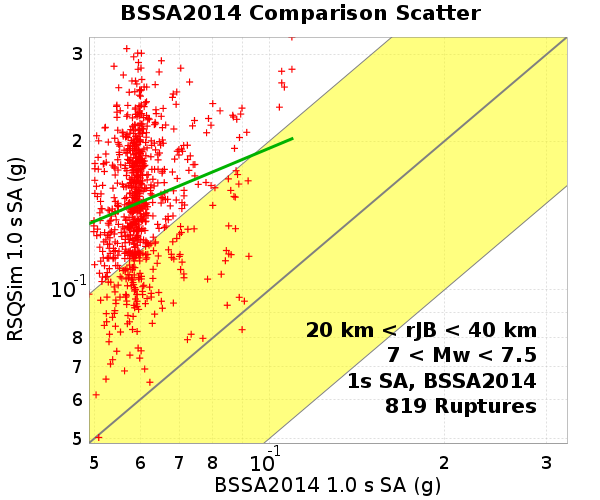 BSSA2014 Comparison Scatter
RSQSim 1.0 s SA (g)
3
2
10-1
8
7
6
5
20 km < rJB < 40 km
7 < Mw < 7.5
1s SA, BSSA2014
819 Ruptures
5 6 7 8 10-1 2 3
BSSA2014 1.0 s SA (g)